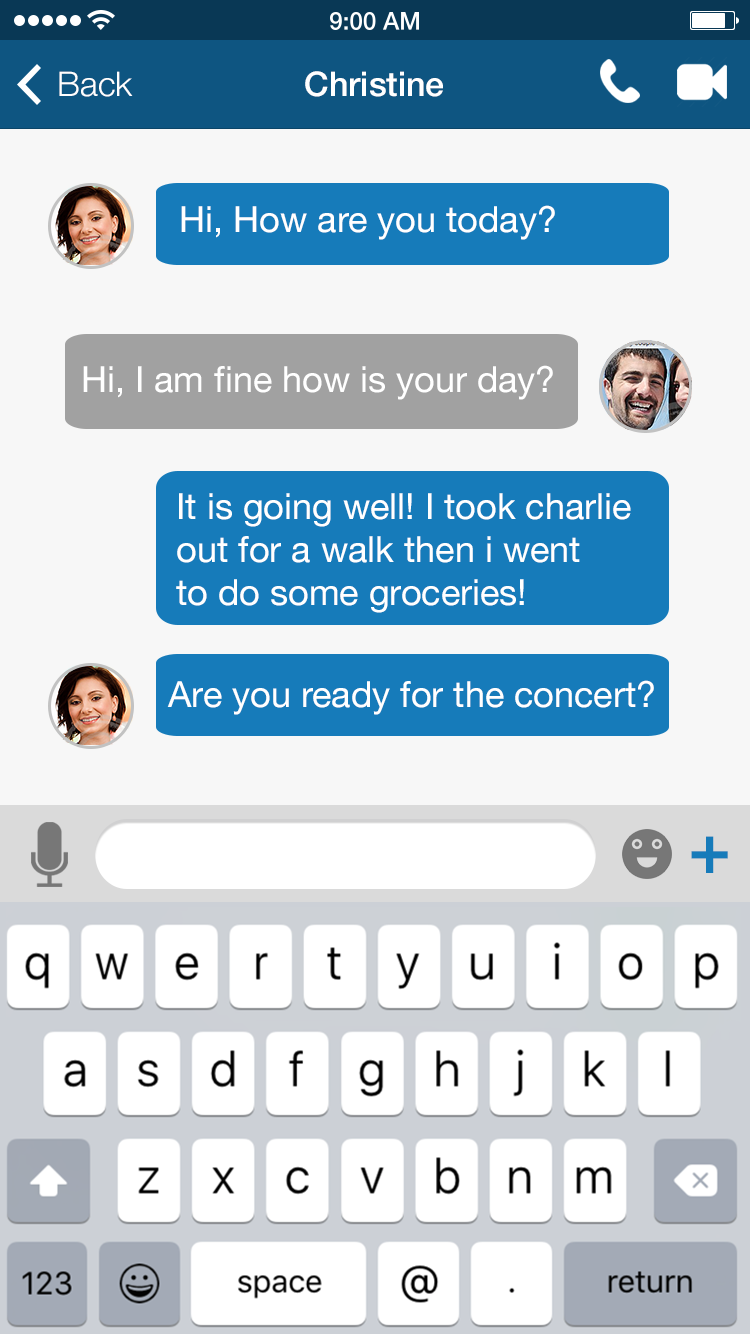 9:00 AM
Back
Christine
Hi, How are you today?
Hi, I am fine how is your day?
It is going well! I took charlie
out for a walk then i went
to do some groceries!
Are you ready for the concert?
q w e r t y u i o p
a s d f g h j k l
z x c v b n m
123 space @ . return